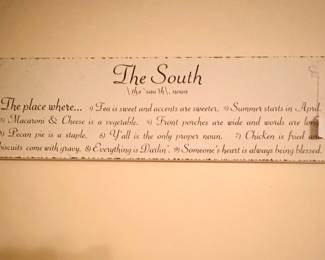 The South
\ the ˈsau̇th \, noun
The place where... 1) Tea is sweet and accents are sweeter. 2) Summer starts in April.
3) Macaroni & Cheese is a vegetable. 4) Front porches are wide and words are long.
5) Pecan pie is a staple. 6) Y'all is the only proper noun. 7) Chicken is fried and
biscuits come with gravy. 8) Everything is Darlin'. 9) Someone's heart is always being blessed.